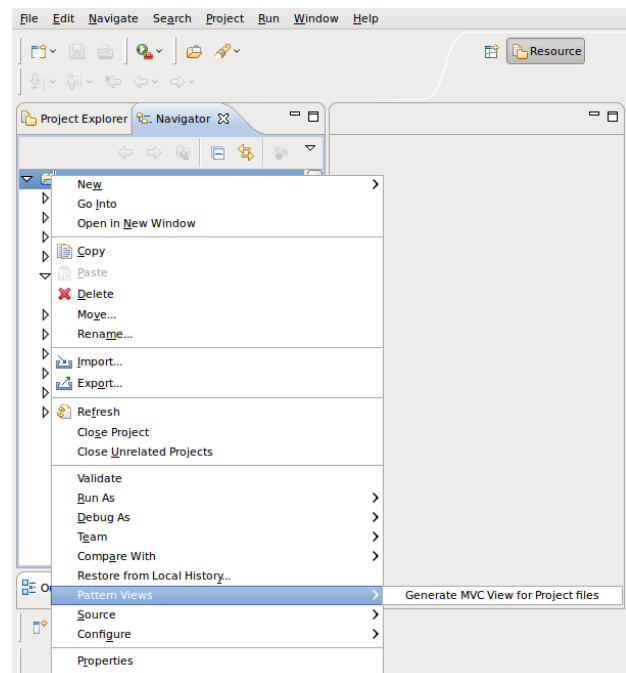 File Edit Navigate Search Project Run Window Help
Resource
Project Explorer Navigator
New
Go Into
Open in New Window
Copy
Paste
Delete
Move...
Rename...
Import...
Export...
Refresh
Close Project
Close Unrelated Projects
Validate
Run As
Debug As
Team
Compare With
Restore from Local History...
Ou
Pattern Views Generate MVC View for Project files
Source
Configure
Properties